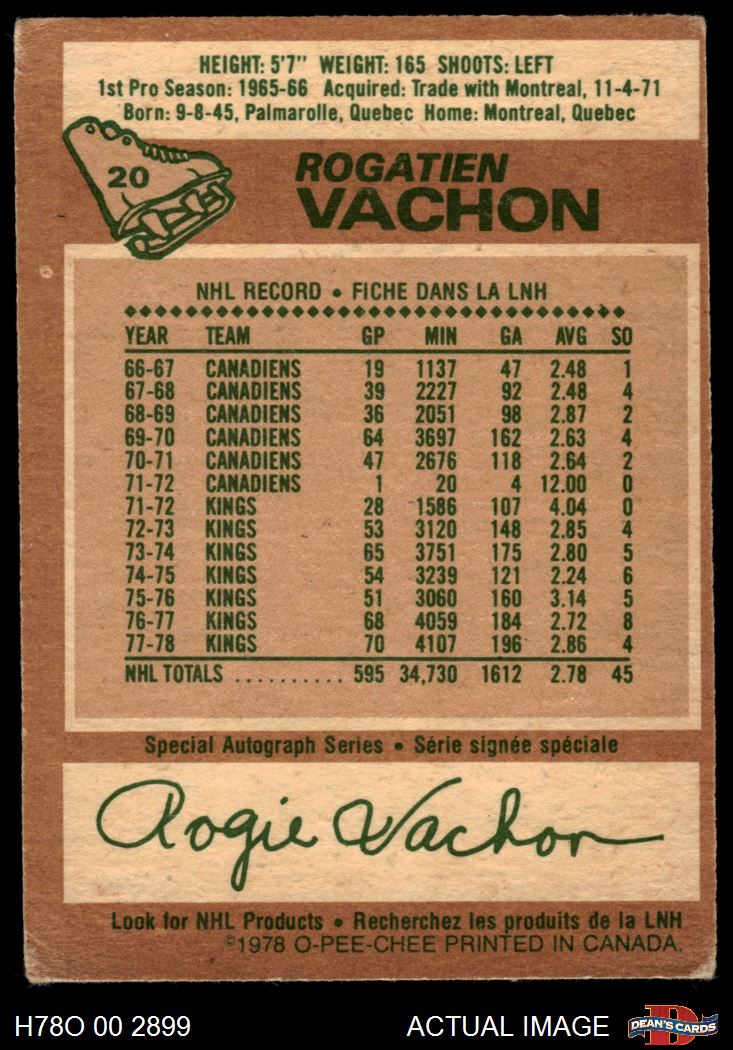 HEIGHT: 5'7" WEIGHT: 165 SHOOTS: LEFT
1st Pro Season: 1965-66 Acquired: Trade with Montreal, 11-4-71
Born: 9-8-45, Palmarolle, Quebec Home: Montreal, Quebec
20
ROGATIEN
VACHON
NHL RECORD • FICHE DANS LA LNH
YEAR TEAM GP MIN GA AVG SO
66-67 CANADIENS 19 1137 47 2.48 1
67-68 CANADIENS 39 2227 92 2.48 4
68-69 CANADIENS 36 2051 98 2.87 2
69-70 CANADIENS 64 3697 162 2.63 4
70-71 CANADIENS 47 2676 118 2.64 2
71-72 CANADIENS 1 20 4 12.00 0
71-72 KINGS 28 1586 107 4.04 0
72-73 KINGS 53 3120 148 2.85 4
73-74 KINGS 65 3751 175 2.80 5
74-75 KINGS 54 3239 121 2.24 6
75-76 KINGS 51 3060 160 3.14 5
76-77 KINGS 68 4059 184 2.72 8
77-78 KINGS 70 4107 196 2.86 4
NHL TOTALS .......... 595 34,730 1612 2.78 45
Special Autograph Series • Série signée spéciale
Rogie Vachon
Look for NHL Products • Recherchez les produits de la LNH
©1978 O-PEE-CHEE PRINTED IN CANADA.
H78O 00 2899 ACTUAL IMAGE D DEAN'S CARDS